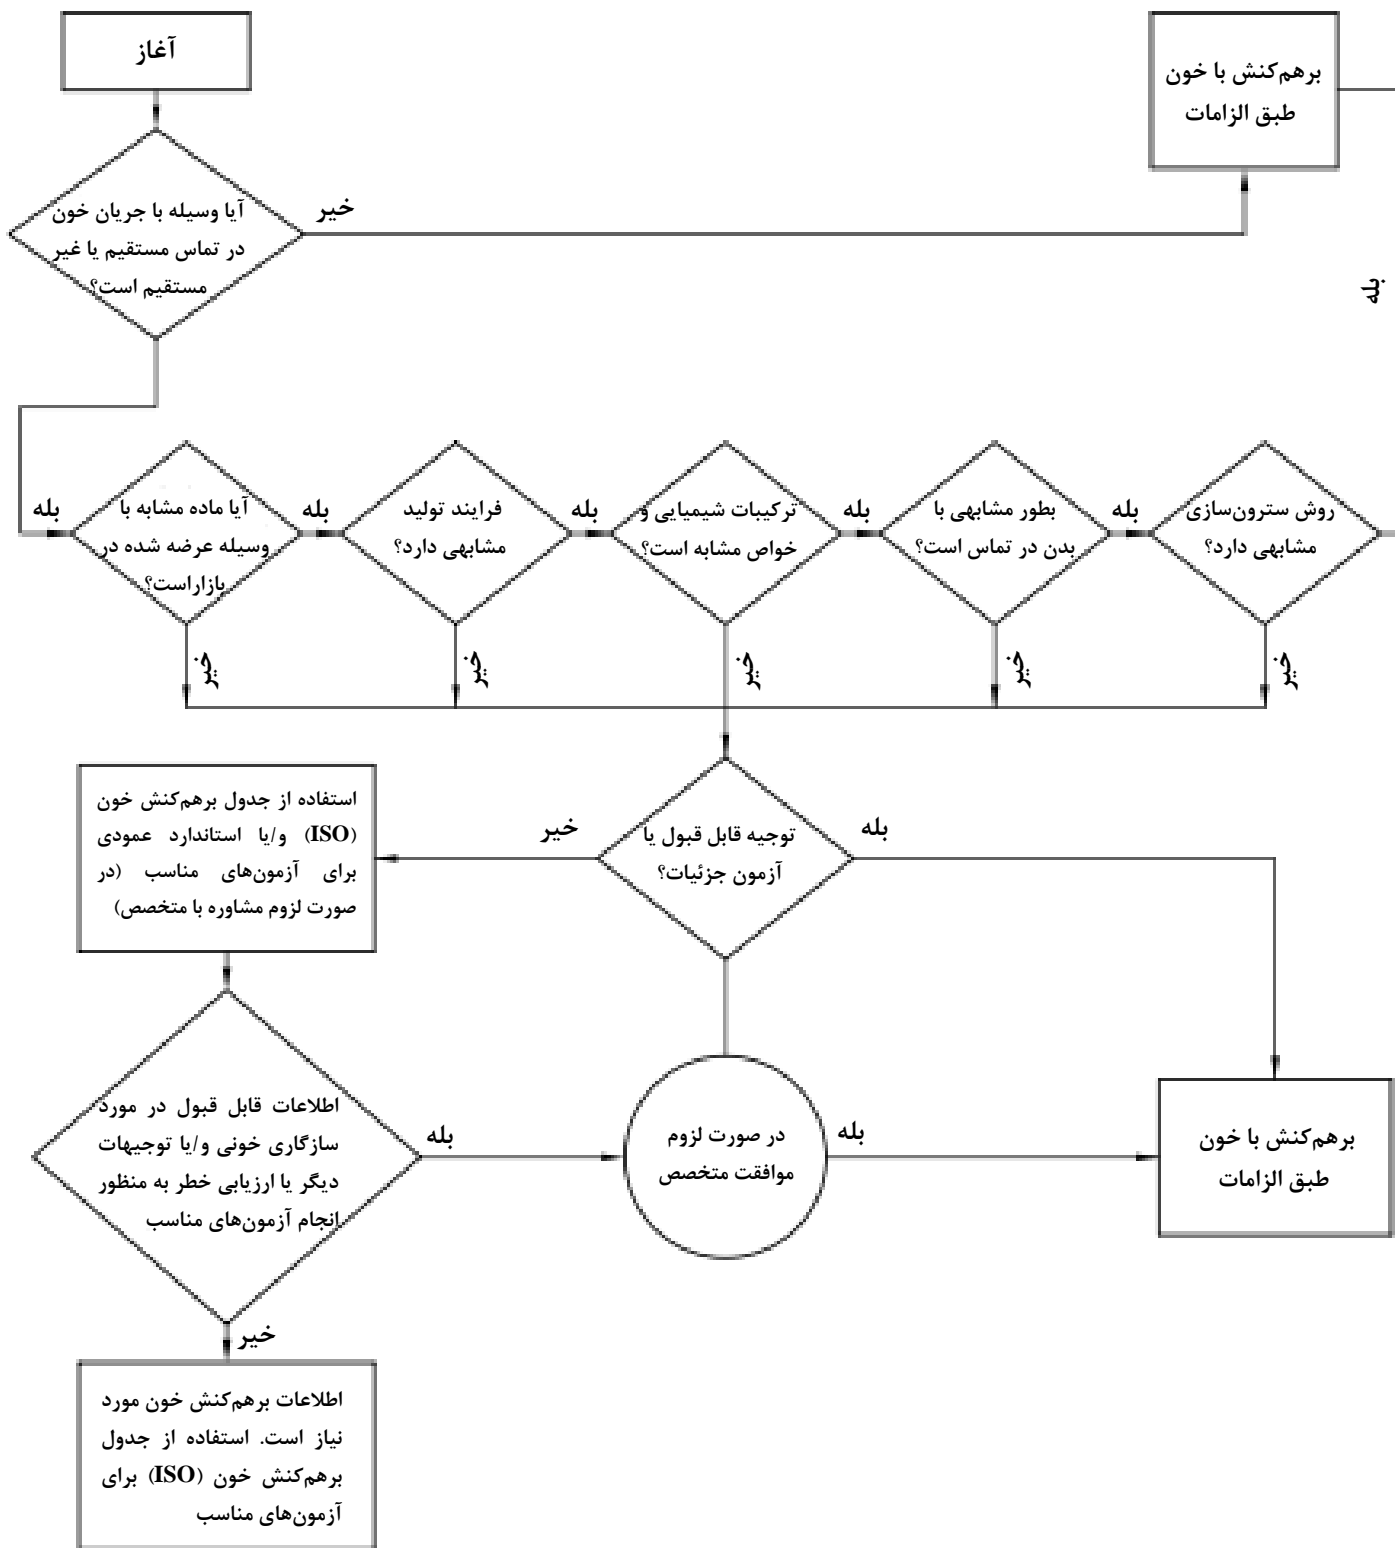 آغاز
برهم‌کنش با خون
طبق الزامات
آیا وسیله با جریان خون
در تماس مستقیم یا غیر
مستقیم است؟
خیر
بله
بله
آیا ماده مشابه با
وسیله عرضه شده در
بازاراست؟
بله
فرایند تولید
مشابهی دارد؟
بله
ترکیبات شیمیایی و
خواص مشابه است؟
بله
بطور مشابهی با
بدن در تماس است؟
بله
روش سترون‌سازی
مشابهی دارد؟
خیر
خیر
خیر
خیر
خیر
استفاده از جدول برهم‌کنش خون
(ISO) و/یا استاندارد عمودی
برای آزمون‌های مناسب (در
صورت لزوم مشاوره با متخصص)
خیر
توجیه قابل قبول یا
آزمون جزئیات؟
بله
اطلاعات قابل قبول در مورد
سازگاری خونی و/یا توجیهات
دیگر یا ارزیابی خطر به منظور
انجام آزمون‌های مناسب
بله
در صورت لزوم
موافقت متخصص
بله
برهم‌کنش با خون
طبق الزامات
خیر
اطلاعات برهم‌کنش خون مورد
نیاز است. استفاده از جدول
برهم‌کنش خون (ISO) برای
آزمون‌های مناسب